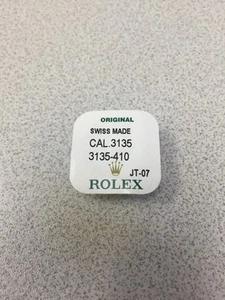 ORIGINAL
SWISS MADE
CAL.3135
3135-410
JT-07
ROLEX